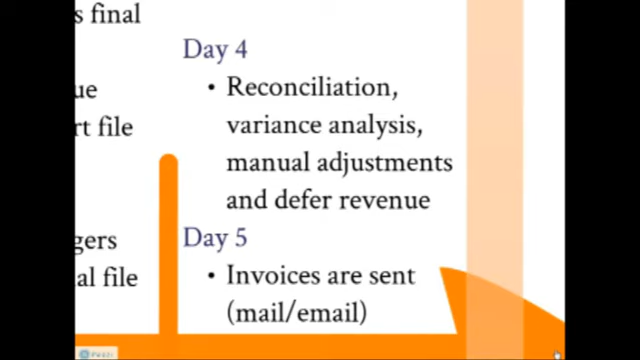 s final
Day 4
• Reconciliation,
ue
variance analysis,
rt file
manual adjustments
and defer revenue
Day 5
gers
• Invoices are sent
al file
(mail/email)